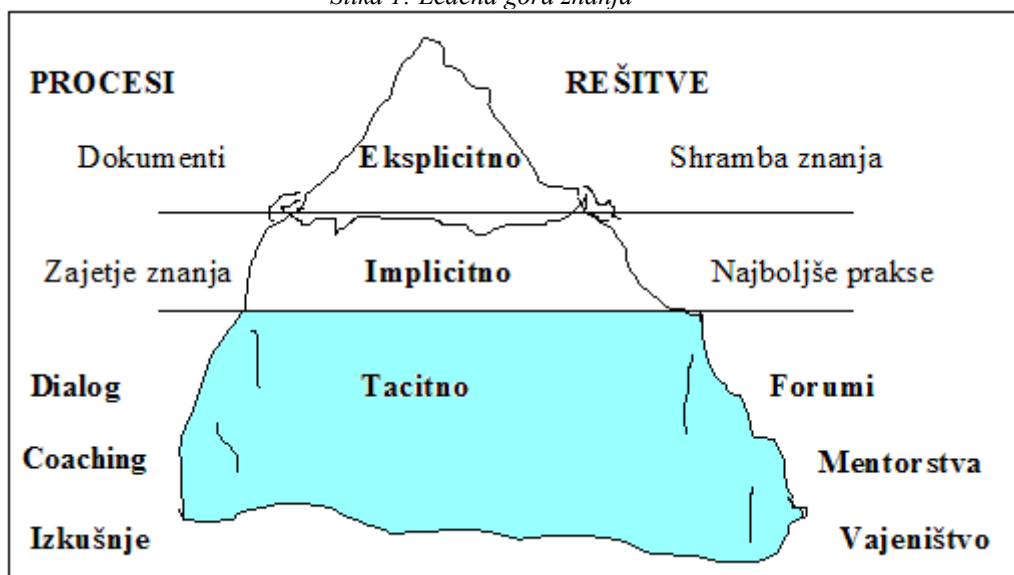 Slika 1: Ledena gora znanja
PROCESI REŠITVE
Dokumenti Eksplicitno Shramba znanja
Zajetje znanja Implicitno Najboljše prakse
Dialog Tacitno Forumi
Coaching Mentorstva
Izkušnje Vajeništvo